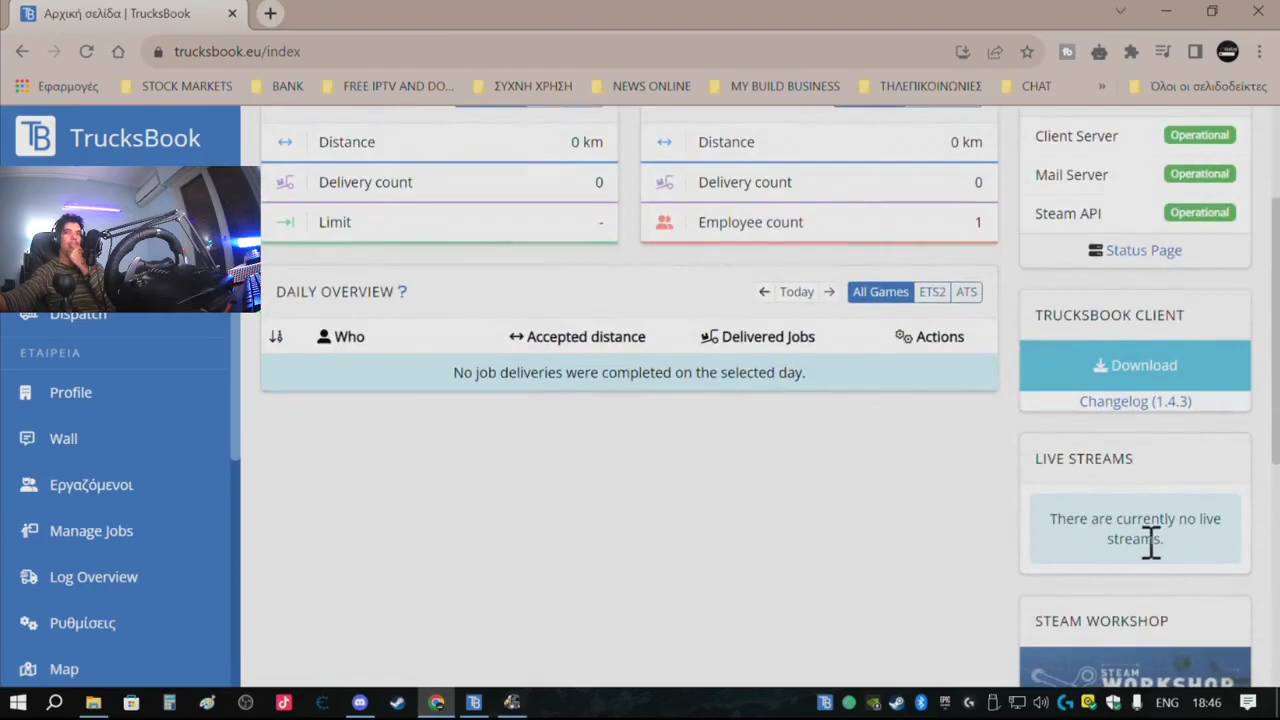 Αρχική σελίδα | TrucksBook
trucksbook.eu/index
Εφαρμογές
STOCK MARKETS
BANK
FREE IPTV AND DO...
ΣΥΧΝΗ ΧΡΗΣΗ
NEWS ONLINE
MY BUILD BUSINESS
ΤΗΛΕΠΙΚΟΙΝΩΝΙΕΣ
CHAT
»
Όλοι οι σελιδοδείκτες
TB TrucksBook
Dispatch
ΕΤΑΙΡΕΙΑ
Profile
Wall
Εργαζόμενοι
Manage Jobs
Log Overview
Ρυθμίσεις
Map
Distance 0 km
Delivery count 0
Limit -
Distance 0 km
Delivery count 0
Employee count 1
DAILY OVERVIEW ?
Today
All Games ETS2 ATS
Who Accepted distance Delivered Jobs Actions
No job deliveries were completed on the selected day.
Client Server Operational
Mail Server Operational
Steam API Operational
Status Page
TRUCKSBOOK CLIENT
Download
Changelog (1.4.3)
LIVE STREAMS
There are currently no live
streams.
STEAM WORKSHOP
STEAM
WORKSHOP
ENG 18:46